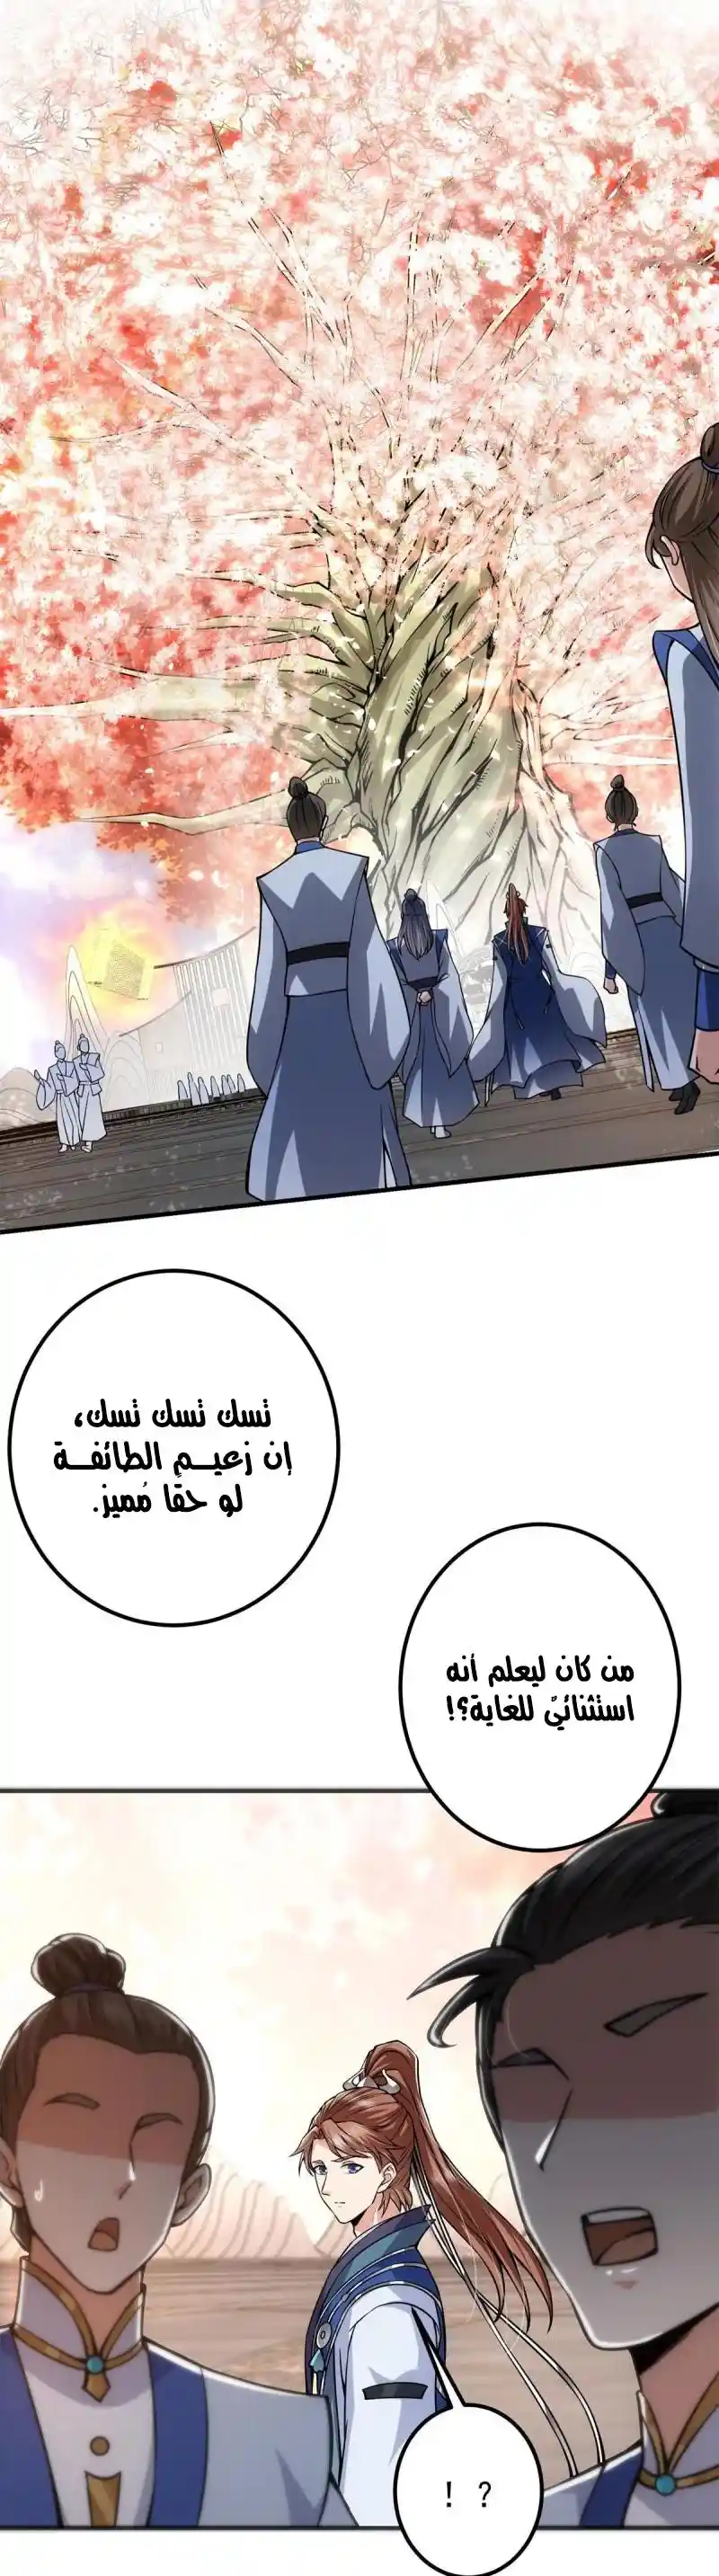 تسك تسك تسك،
إن زعيم الطائفة
لو حقًا مُميز.
من كان ليعلم أنه
استثنائيً للغاية؟!
! ?